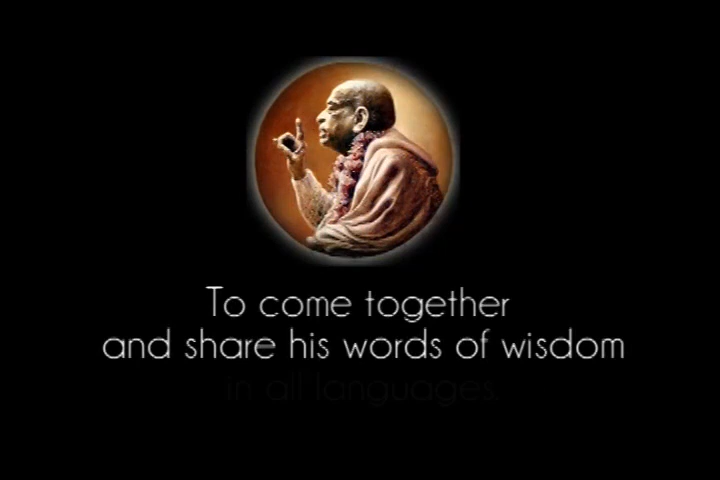 To come together
and share his words of wisdom
in all languages.